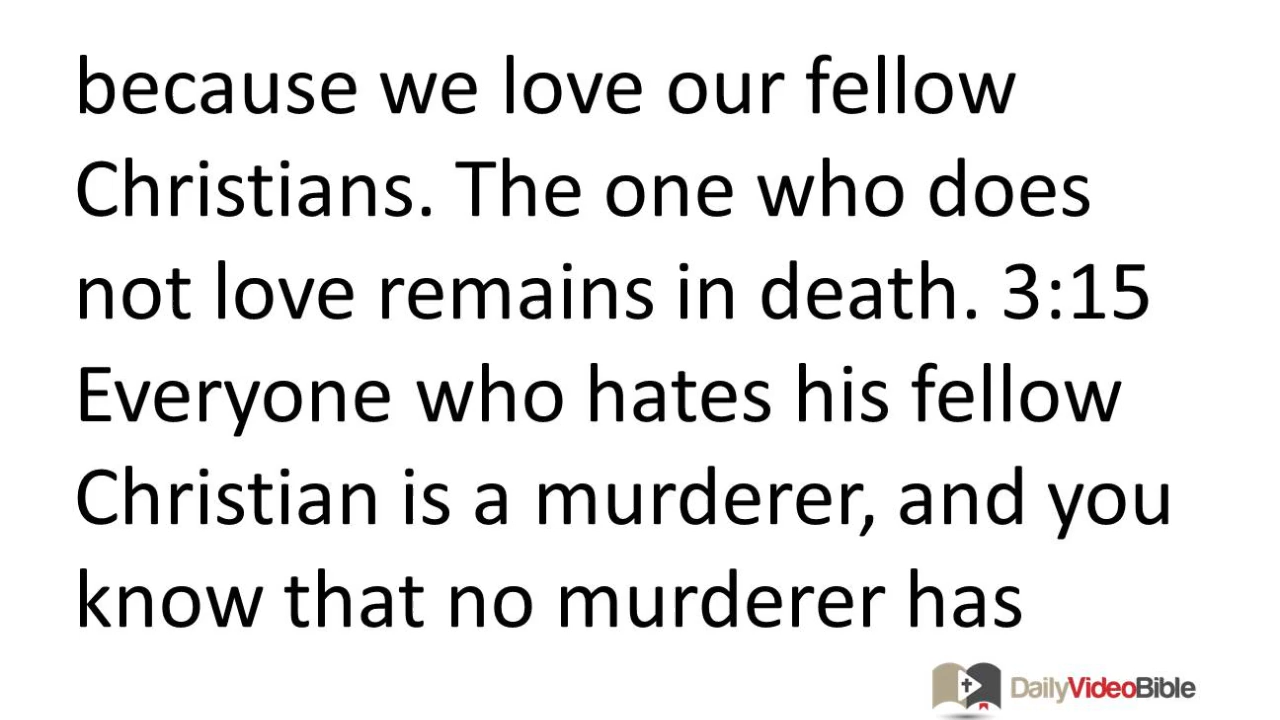 because we love our fellow
Christians. The one who does
not love remains in death. 3:15
Everyone who hates his fellow
Christian is a murderer, and you
know that no murderer has
DailyVideoBible